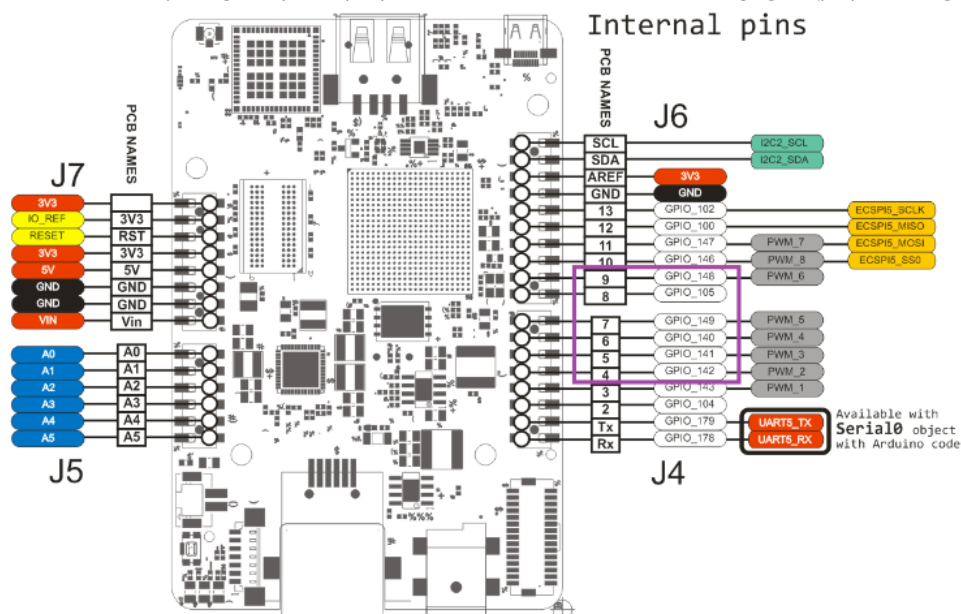 Internal pins
PCB NAMES
J6
SCL I2C2_SCL
SDA I2C2_SDA
AREF 3V3
GND GND
13 GPIO_102 ECSPI5_SCLK
12 GPIO_100 ECSPI5_MISO
11 GPIO_147 PWM_7 ECSPI5_MOSI
10 GPIO_146 PWM_8 ECSPI5_SS0
9 GPIO_148 PWM_6
8 GPIO_105
7 GPIO_149 PWM_5
6 GPIO_140 PWM_4
5 GPIO_141 PWM_3
4 GPIO_142 PWM_2
3 GPIO_143 PWM_1
2 GPIO_104
Tx GPIO_179 UART5_TX
Rx GPIO_178 UART5_RX
Available with
Serial0 object
with Arduino code
J4
PCB NAMES
J7
3V3
IO_REF 3V3
RESET RST
3V3 3V3
5V 5V
GND GND
GND GND
VIN Vin
A0 A0
A1 A1
A2 A2
A3 A3
A4 A4
A5 A5
J5